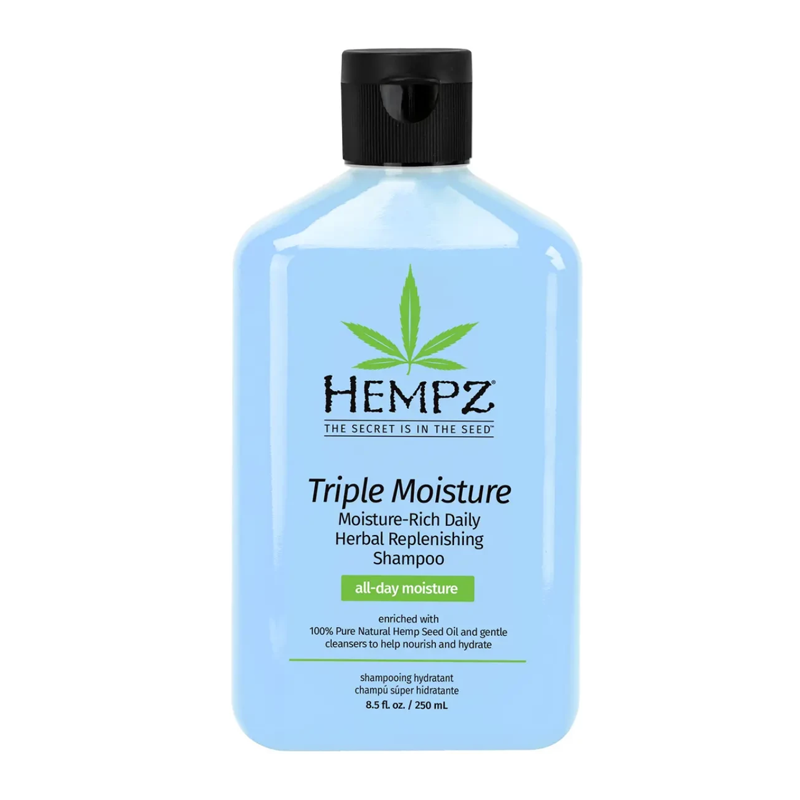 HEMPZ®
THE SECRET IS IN THE SEED™
Triple Moisture
Moisture-Rich Daily
Herbal Replenishing
Shampoo
all-day moisture
enriched with
100% Pure Natural Hemp Seed Oil and gentle
cleansers to help nourish and hydrate
shampooing hydratant
champú súper hidratante
8.5 fl. oz. / 250 mL